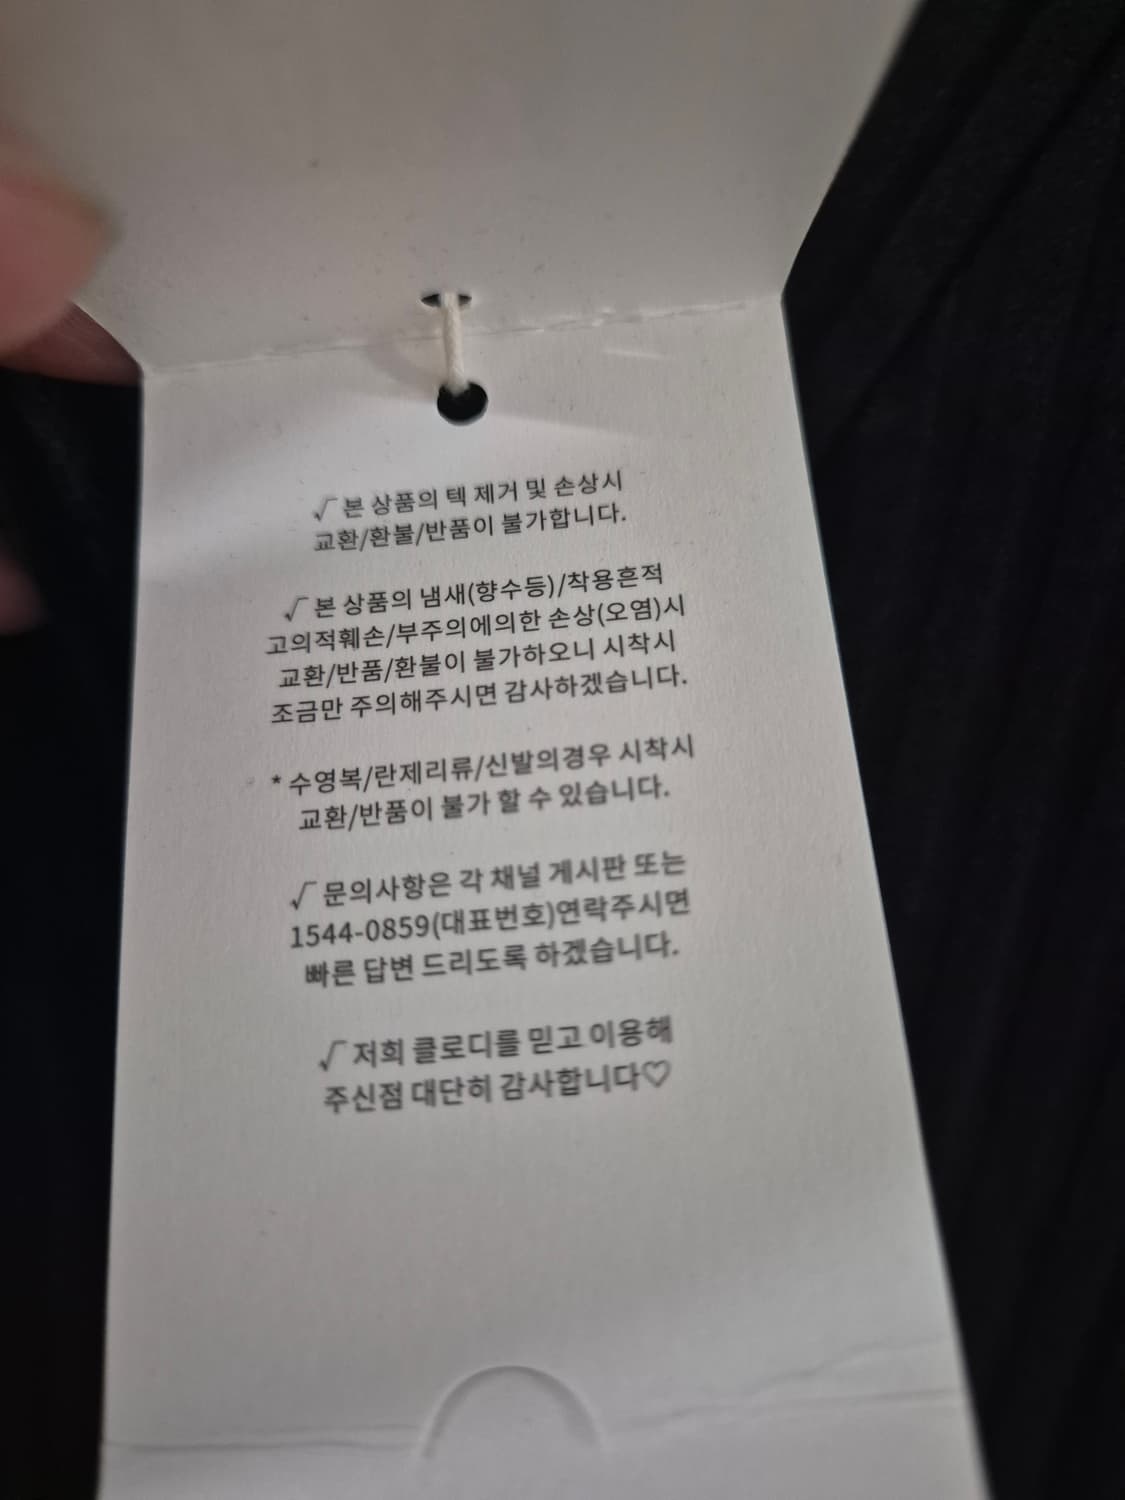 √ 본 상품의 텍 제거 및 손상시
교환/환불/반품이 불가합니다.
√ 본 상품의 냄새(향수등)/착용흔적
고의적훼손/부주의에의한 손상(오염)시
교환/반품/환불이 불가하오니 시착시
조금만 주의해주시면 감사하겠습니다.
* 수영복/란제리류/신발의경우 시착시
교환/반품이 불가 할 수 있습니다.
√ 문의사항은 각 채널 게시판 또는
1544-0859(대표번호)연락주시면
빠른 답변 드리도록 하겠습니다.
√ 저희 클로디를 믿고 이용해
주신점 대단히 감사합니다♡